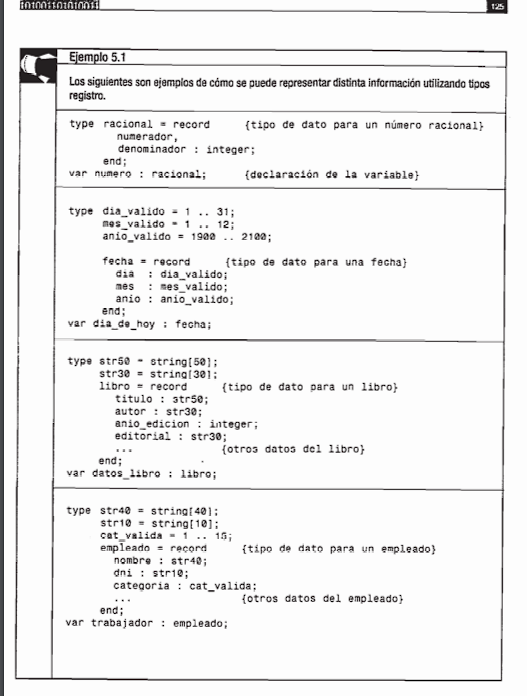 125
Ejemplo 5.1
Los siguientes son ejemplos de cómo se puede representar distinta información utilizando tipos
registro.
type racional = record {tipo de dato para un número racional}
numerador,
denominador : integer;
end;
var numero : racional; {declaración de la variable}
type dia_valido = 1 .. 31;
mes_valido = 1 .. 12;
anio_valido = 1900 .. 2100;
fecha = record {tipo de dato para una fecha}
dia : dia_valido;
mes : mes_valido;
anio : anio_valido;
end;
var dia_de_hoy : fecha;
type str50 = string[50];
str30 = string[30];
libro = record {tipo de dato para un libro}
titulo : str50;
autor : str30;
anio_edicion : integer;
editorial : str30;
... {otros datos del libro}
end;
var datos_libro : libro;
type str40 = string[40];
str10 = string[10];
cat_valida = 1 .. 15;
empleado = record {tipo de dato para un empleado}
nombre : str40;
dni : str10;
categoria : cat_valida;
... {otros datos del empleado}
end;
var trabajador : empleado;